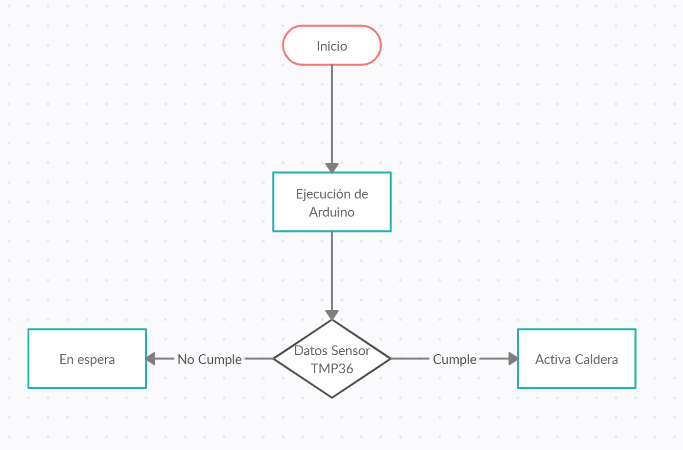 Inicio
Ejecución de
Arduino
Datos Sensor
TMP36
En espera
No Cumple
Cumple
Activa Caldera